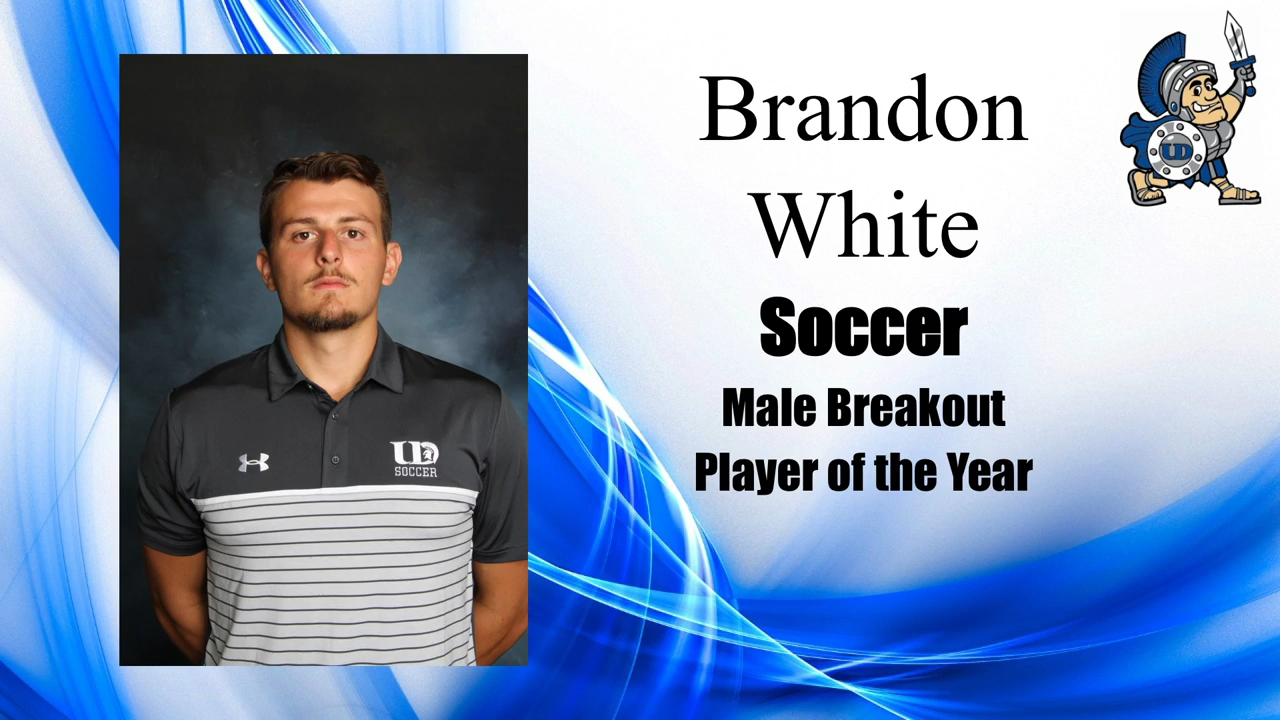 Brandon
White
Soccer
Male Breakout
Player of the Year
UD
SOCCER
UD